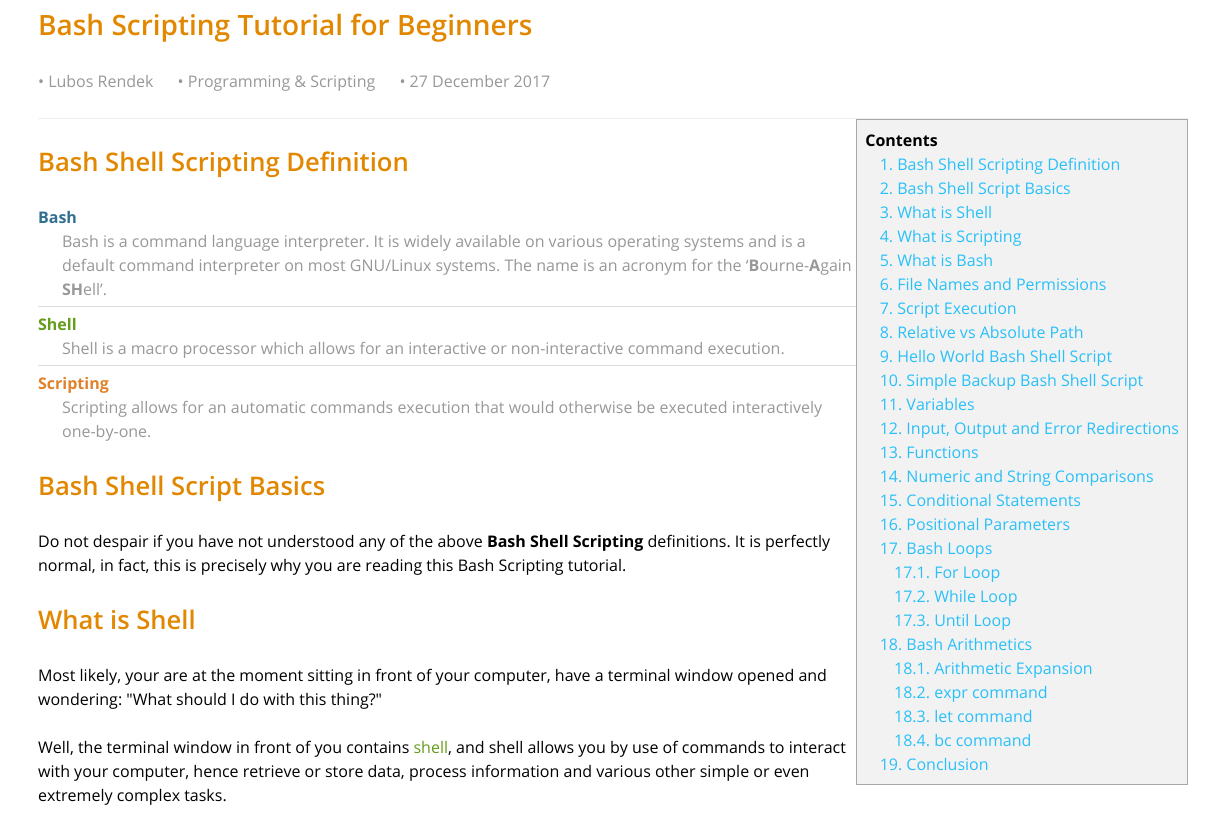 Bash Scripting Tutorial for Beginners
• Lubos Rendek • Programming & Scripting • 27 December 2017
Bash Shell Scripting Definition
Bash
Bash is a command language interpreter. It is widely available on various operating systems and is a
default command interpreter on most GNU/Linux systems. The name is an acronym for the ‘Bourne-Again
SHell’.
Shell
Shell is a macro processor which allows for an interactive or non-interactive command execution.
Scripting
Scripting allows for an automatic commands execution that would otherwise be executed interactively
one-by-one.
Bash Shell Script Basics
Do not despair if you have not understood any of the above Bash Shell Scripting definitions. It is perfectly
normal, in fact, this is precisely why you are reading this Bash Scripting tutorial.
What is Shell
Most likely, your are at the moment sitting in front of your computer, have a terminal window opened and
wondering: "What should I do with this thing?"
Well, the terminal window in front of you contains shell, and shell allows you by use of commands to interact
with your computer, hence retrieve or store data, process information and various other simple or even
extremely complex tasks.
Contents
1. Bash Shell Scripting Definition
2. Bash Shell Script Basics
3. What is Shell
4. What is Scripting
5. What is Bash
6. File Names and Permissions
7. Script Execution
8. Relative vs Absolute Path
9. Hello World Bash Shell Script
10. Simple Backup Bash Shell Script
11. Variables
12. Input, Output and Error Redirections
13. Functions
14. Numeric and String Comparisons
15. Conditional Statements
16. Positional Parameters
17. Bash Loops
17.1. For Loop
17.2. While Loop
17.3. Until Loop
18. Bash Arithmetics
18.1. Arithmetic Expansion
18.2. expr command
18.3. let command
18.4. bc command
19. Conclusion